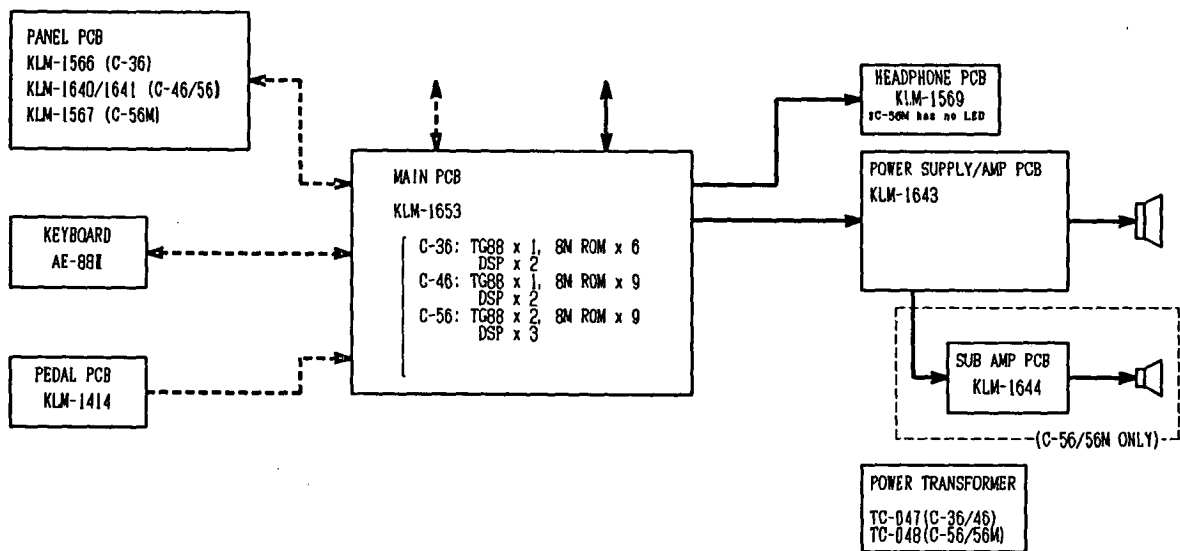 PANEL PCB
KLM-1566 (C-36)
KLM-1640/1641 (C-46/56)
KLM-1567 (C-56M)
KEYBOARD
AE-88Ⅱ
PEDAL PCB
KLM-1414
MAIN PCB
KLM-1653
C-36: TG88 x 1, 8M ROM x 6
DSP x 2
C-46: TG88 x 1, 8M ROM x 9
DSP x 2
C-56: TG88 x 2, 8M ROM x 9
DSP x 3
HEADPHONE PCB
KLM-1569
C-56M has no LED
POWER SUPPLY/AMP PCB
KLM-1643
SUB AMP PCB
KLM-1644
(C-56/56M ONLY)
POWER TRANSFORMER
TC-047(C-36/46)
TC-048(C-56/56M)